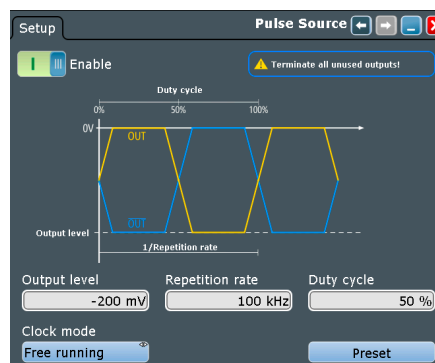 Setup
Pulse Source
Enable
Terminate all unused outputs!
Duty cycle
0% 50% 100%
0V
OUT
OUT
Output level
1/Repetition rate
Output level Repetition rate Duty cycle
-200 mV 100 kHz 50 %
Clock mode
Free running Preset